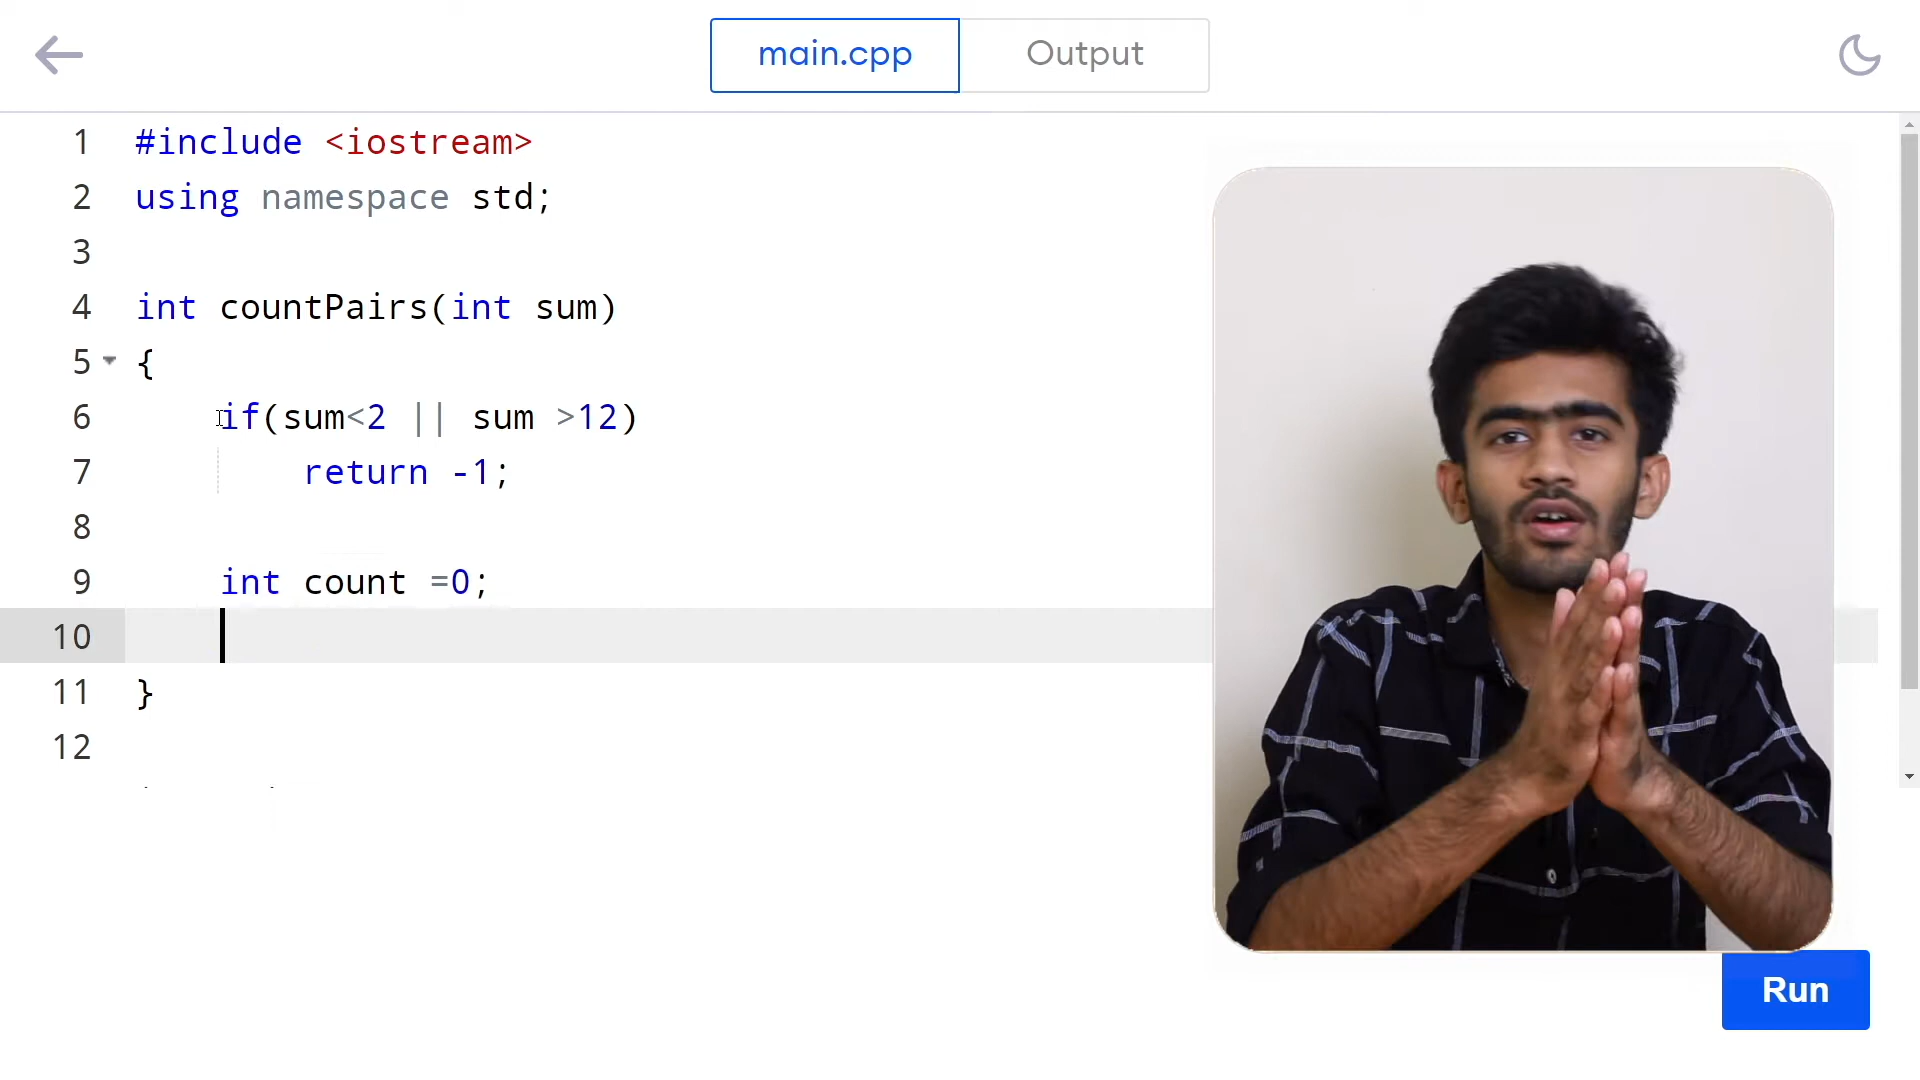 main.cpp
Output
1 #include <iostream>
2 using namespace std;
3
4 int countPairs(int sum)
5 {
6 if(sum<2 || sum >12)
7 return -1;
8
9 int count =0;
10
11 }
12
Run